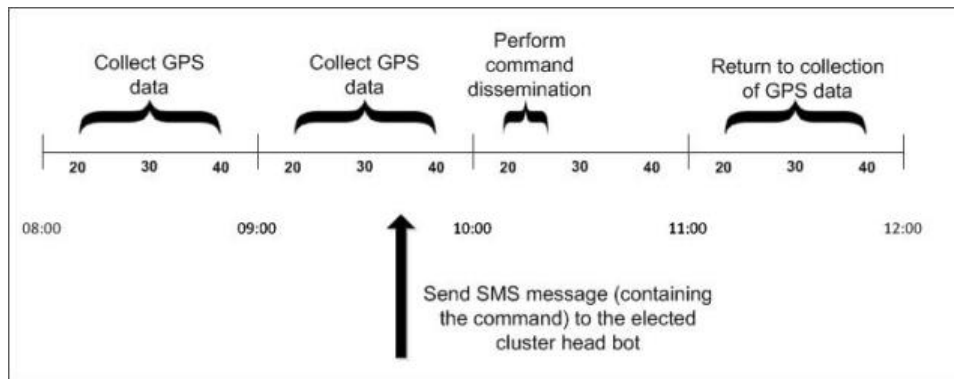 Collect GPS
data
Collect GPS
data
Perform
command
dissemination
Return to collection
of GPS data
20 30 40 20 30 40 20 30 40 20 30 40
08:00 09:00 10:00 11:00 12:00
Send SMS message (containing
the command) to the elected
cluster head bot